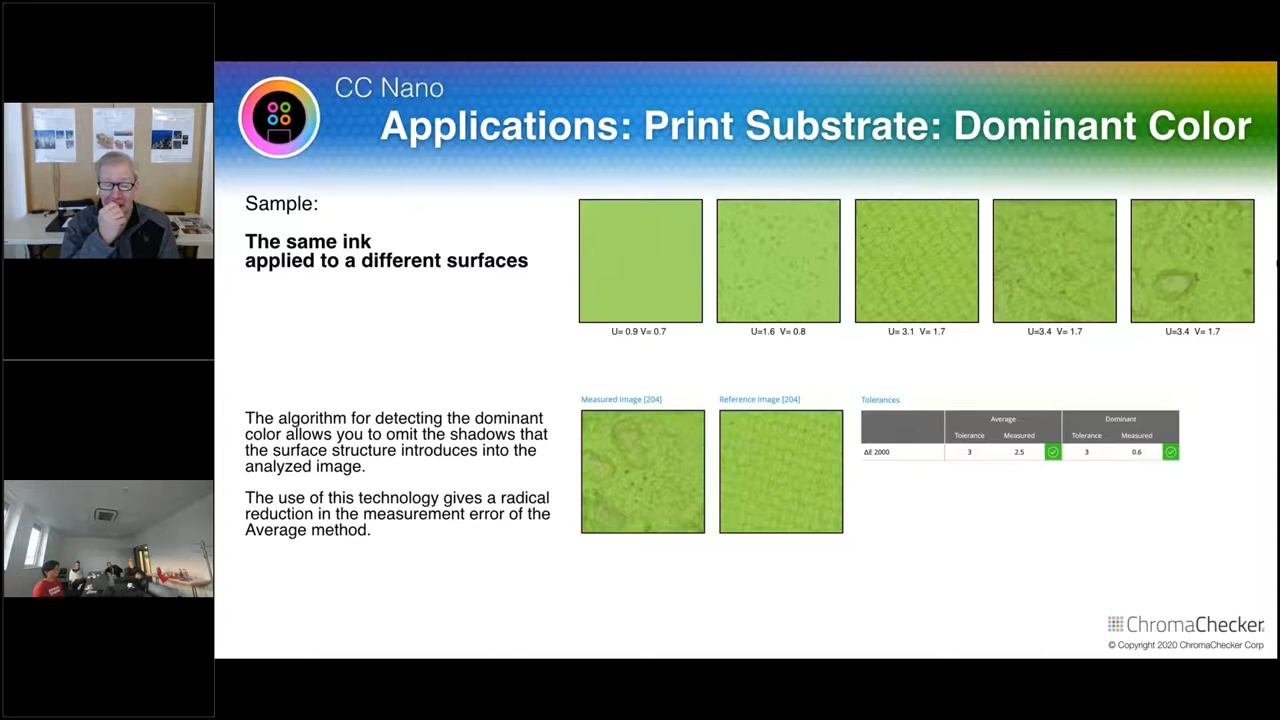 CC Nano
Applications: Print Substrate: Dominant Color
Sample:
The same ink
applied to a different surfaces
U= 0.9 V= 0.7
U=1.6 V= 0.8
U= 3.1 V= 1.7
U=3.4 V= 1.7
U=3.4 V= 1.7
The algorithm for detecting the dominant
color allows you to omit the shadows that
the surface structure introduces into the
analyzed image.
The use of this technology gives a radical
reduction in the measurement error of the
Average method.
Measured Image [204]
Reference Image [204]
Tolerances
Average Dominant
Tolerance Measured Tolerance Measured
ΔE 2000 3 2.5 3 0.6
ChromaChecker
© Copyright 2020 ChromaChecker Corp